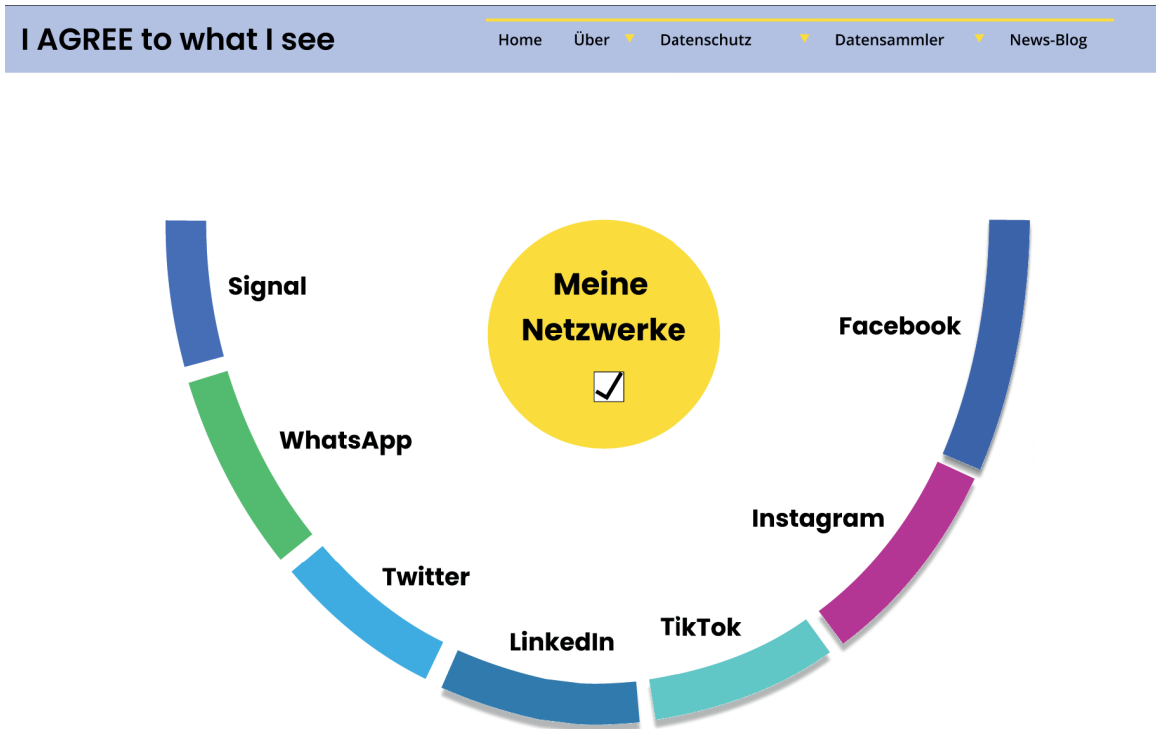 I AGREE to what I see
Home Über Datenschutz Datensammler News-Blog
Meine
Netzwerke
Signal
WhatsApp
Twitter
LinkedIn
TikTok
Instagram
Facebook